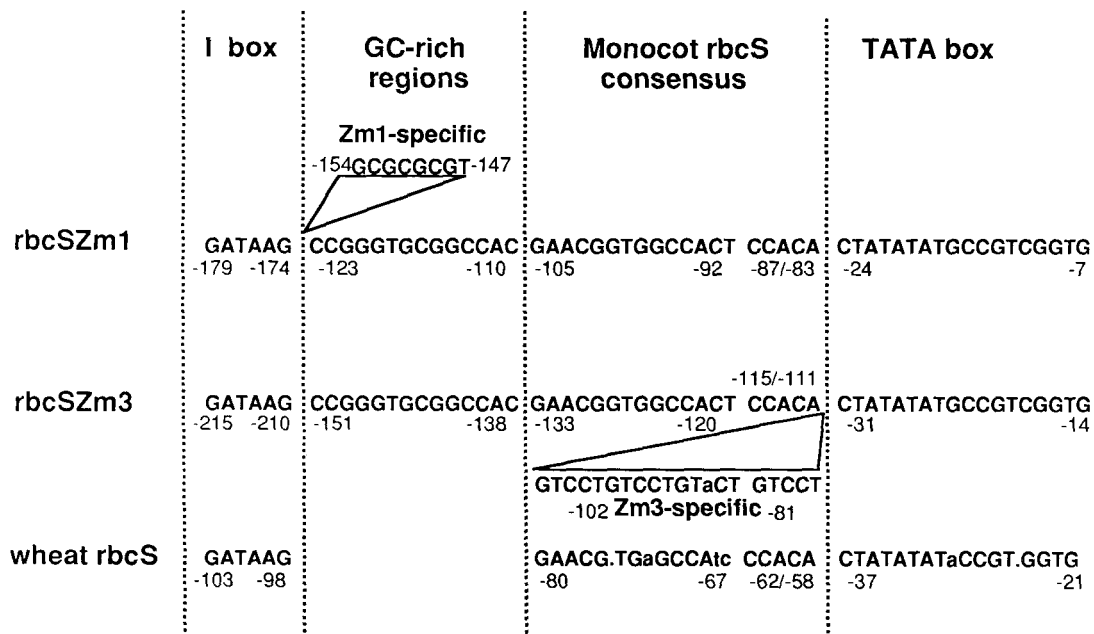 I box GC-rich regions Monocot rbcS consensus TATA box
Zm1-specific
-154GCGCGCGT-147
rbcSZm1 GATAAG CCGGGTGCGGCCAC GAACGGTGGCCACT CCACA CTATATATGCCGTCGGTG
-179 -174 -123 -110 -105 -92 -87/-83 -24 -7
-115/-111
rbcSZm3 GATAAG CCGGGTGCGGCCAC GAACGGTGGCCACT CCACA CTATATATGCCGTCGGTG
-215 -210 -151 -138 -133 -120 -31 -14
GTCCTGTCCTGTaCT GTCCT
-102 Zm3-specific -81
wheat rbcS GATAAG GAACG.TGaGCCAtc CCACA CTATATATaCCGT.GGTG
-103 -98 -80 -67 -62/-58 -37 -21